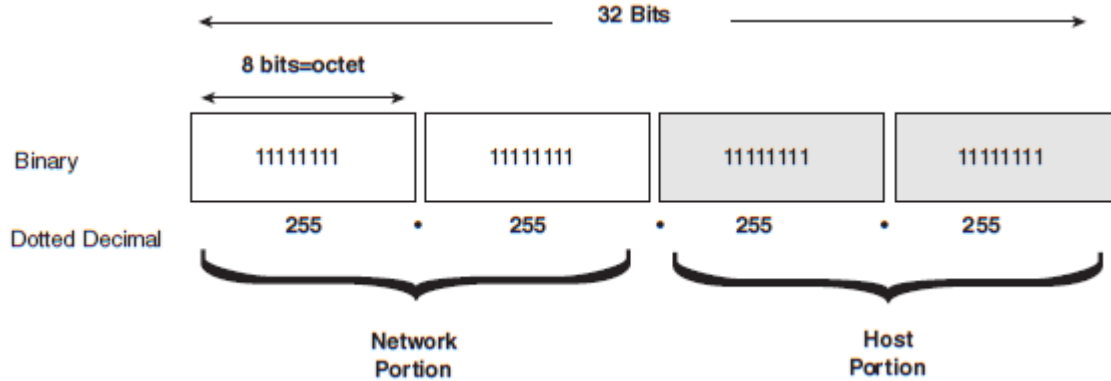 32 Bits
8 bits=octet
Binary 11111111 11111111 11111111 11111111
Dotted Decimal 255 • 255 • 255 • 255
Network
Portion
Host
Portion